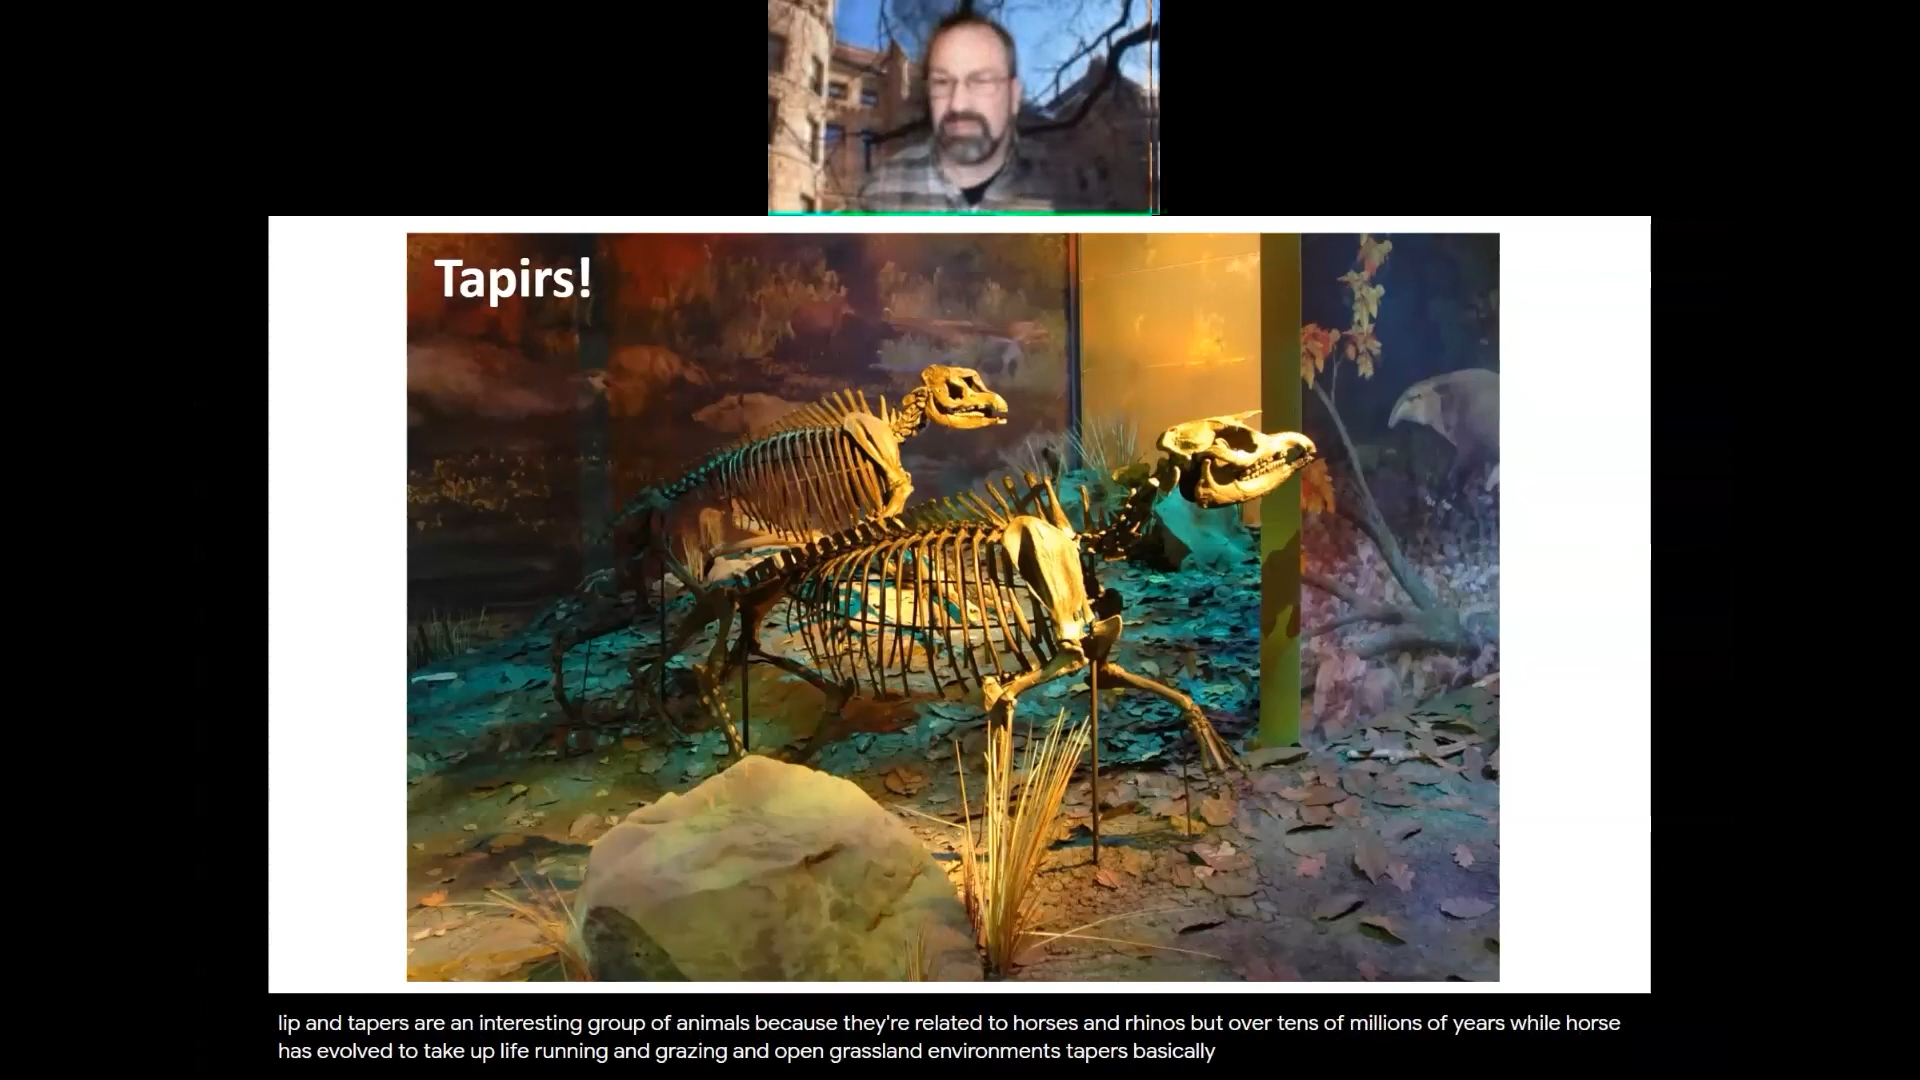 Tapirs!
lip and tapers are an interesting group of animals because they're related to horses and rhinos but over tens of millions of years while horse
has evolved to take up life running and grazing and open grassland environments tapers basically